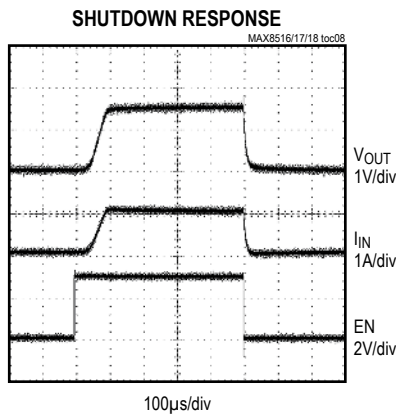 SHUTDOWN RESPONSE
MAX8516/17/18 toc08
VOUT
1V/div
IIN
1A/div
EN
2V/div
100µs/div